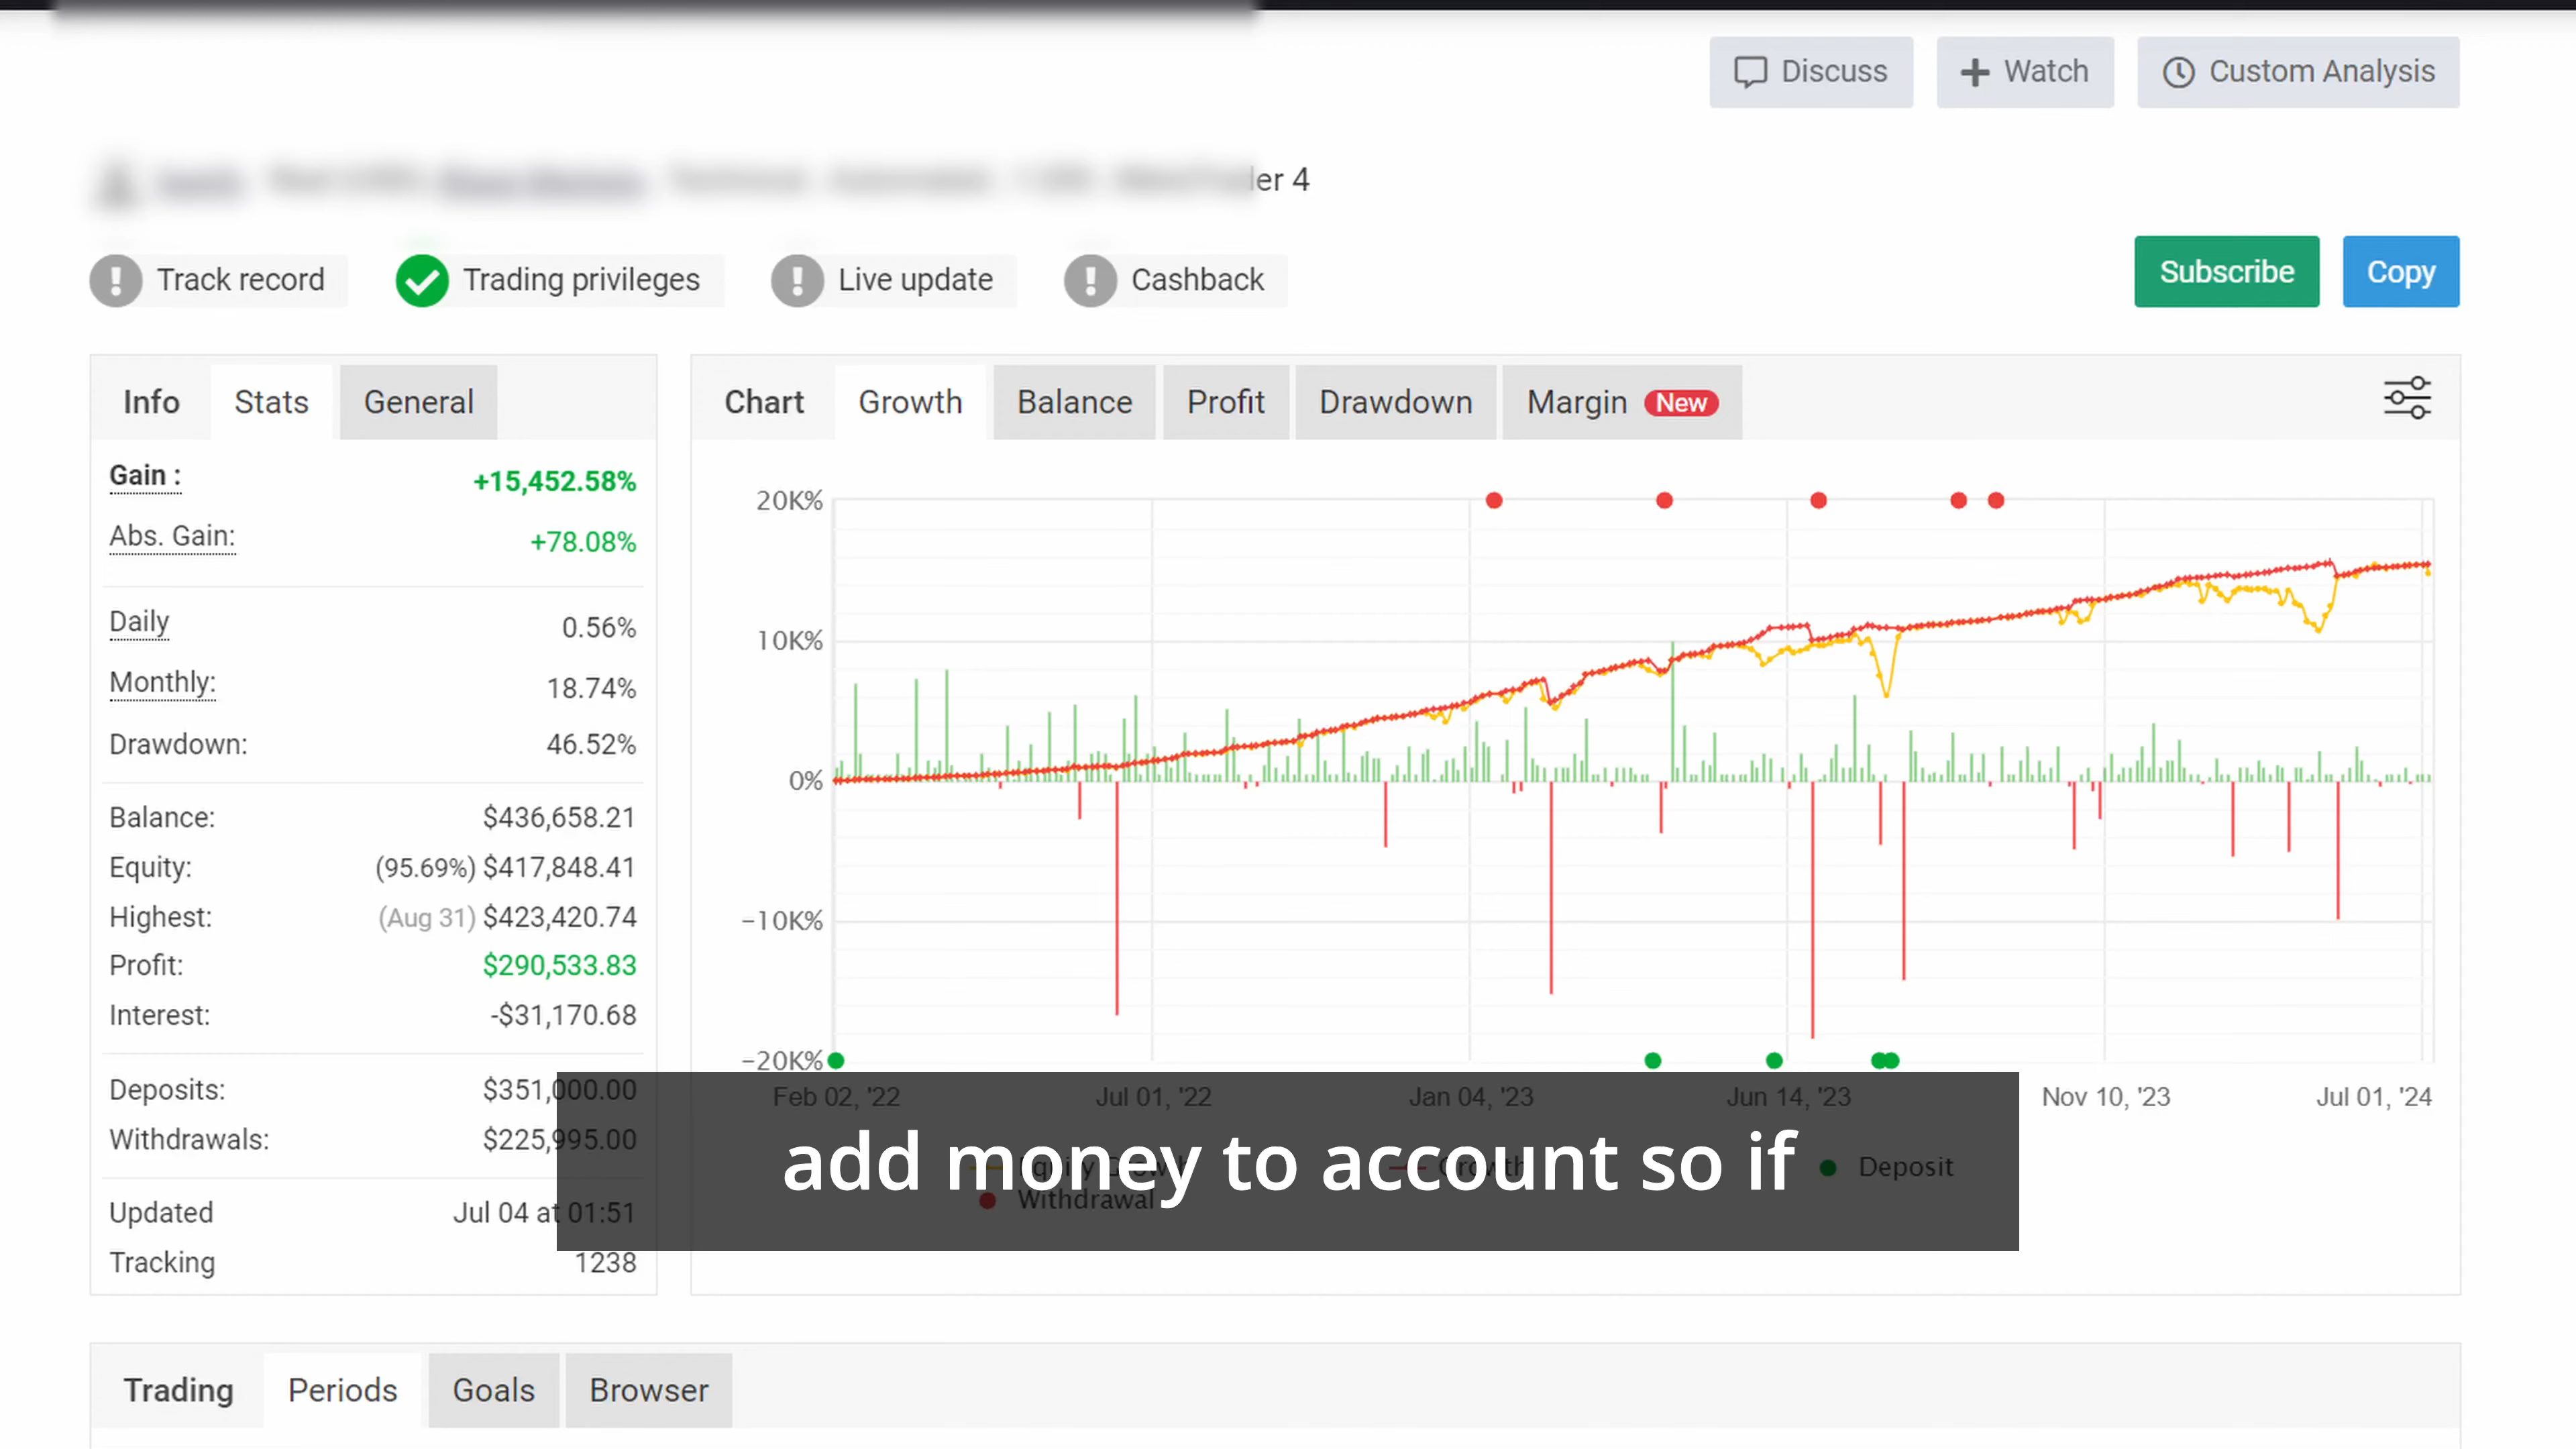 Discuss
Watch
Custom Analysis
er 4
Track record
Trading privileges
Live update
Cashback
Subscribe
Copy
Info
Stats
General
Gain :
+15,452.58%
Abs. Gain:
+78.08%
Daily
0.56%
Monthly:
18.74%
Drawdown:
46.52%
Balance:
$436,658.21
Equity:
(95.69%) $417,848.41
Highest:
(Aug 31) $423,420.74
Profit:
$290,533.83
Interest:
-$31,170.68
Deposits:
$351,000.00
Withdrawals:
$225,995.00
Updated
Jul 04 at 01:51
Tracking
1238
Chart
Growth
Balance
Profit
Drawdown
Margin New
20K%
10K%
0%
-10K%
-20K%
Feb 02, '22
Jul 01, '22
Jan 04, '23
Jun 14, '23
Nov 10, '23
Jul 01, '24
Equity Growth
Growth
Deposit
Withdrawal
add money to account so if
Trading
Periods
Goals
Browser